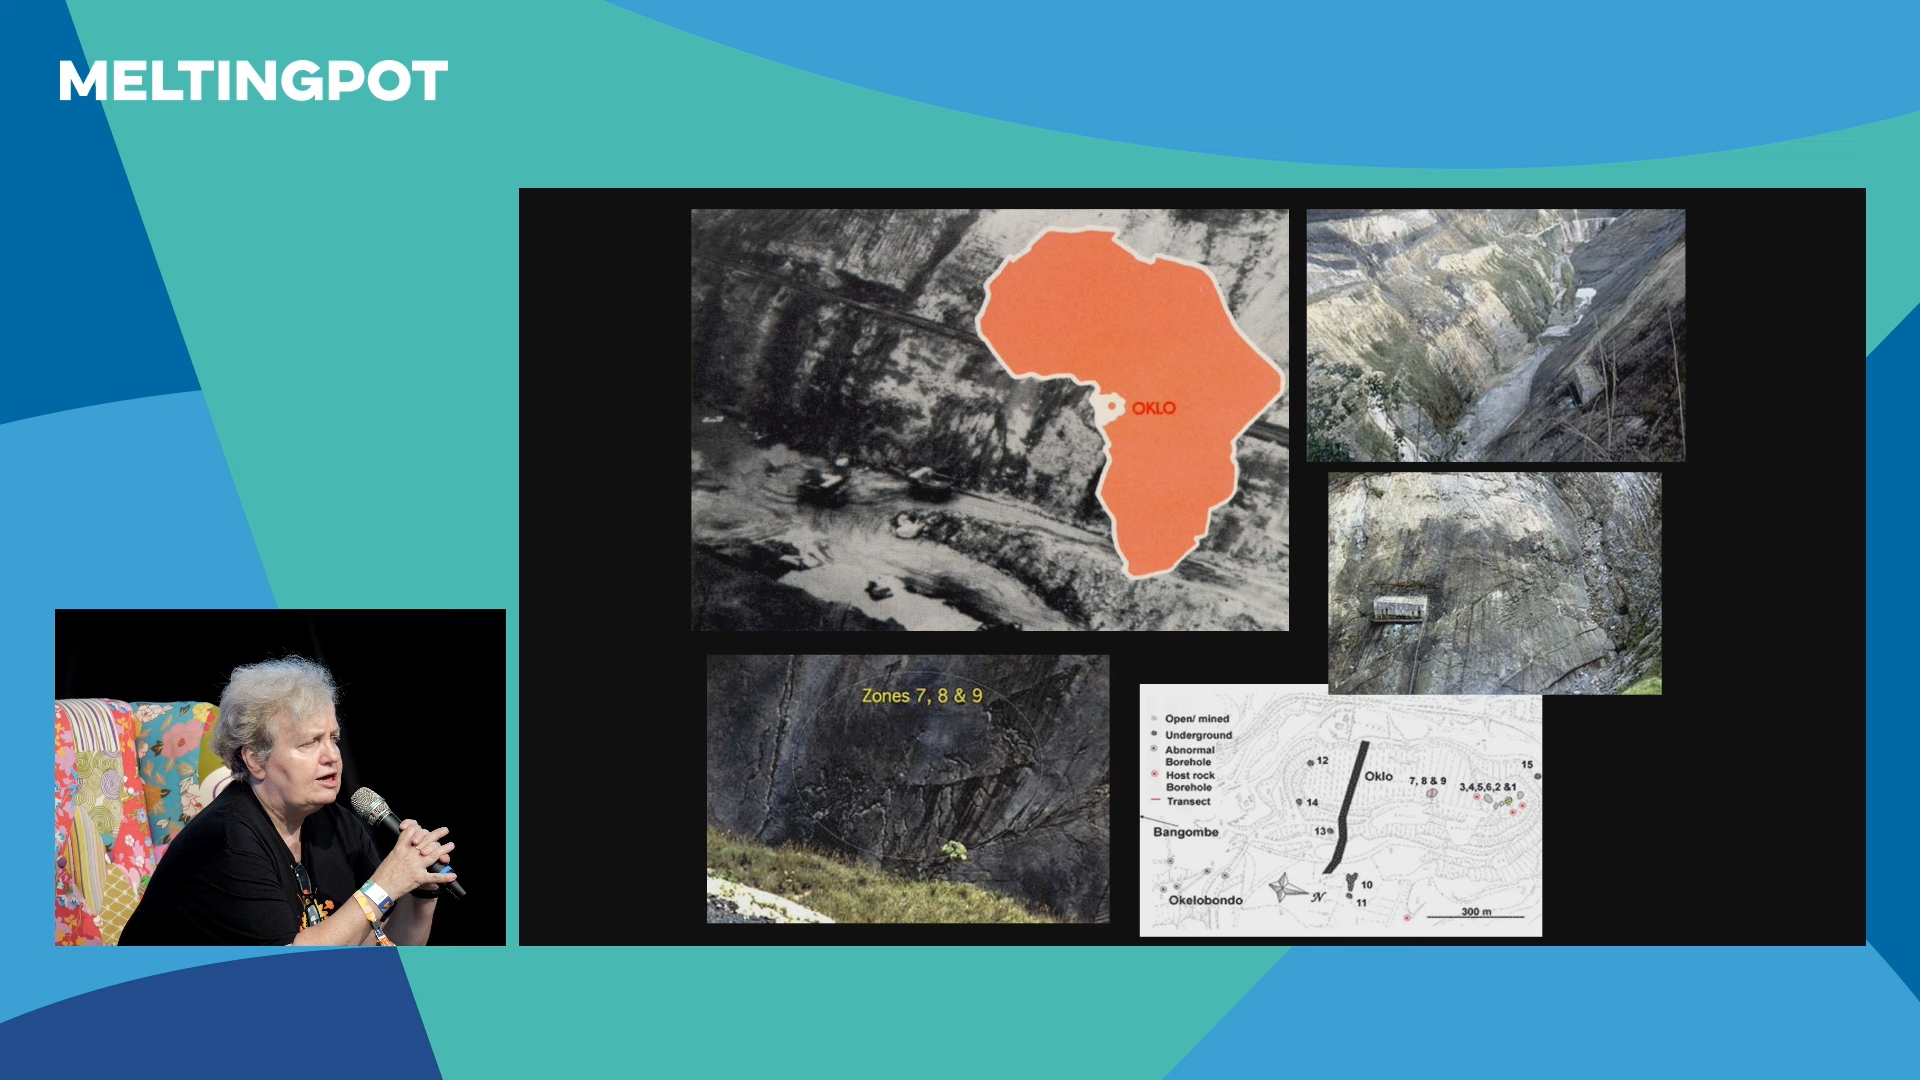 MELTINGPOT
OKLO
Zones 7, 8 & 9
Open/ mined
Underground
Abnormal
Borehole
Host rock
Borehole
Transect
Bangombe
Okelobondo
12
14
13
Oklo
7, 8 & 9
3,4,5,6,2 &1
15
10
11
N
300 m